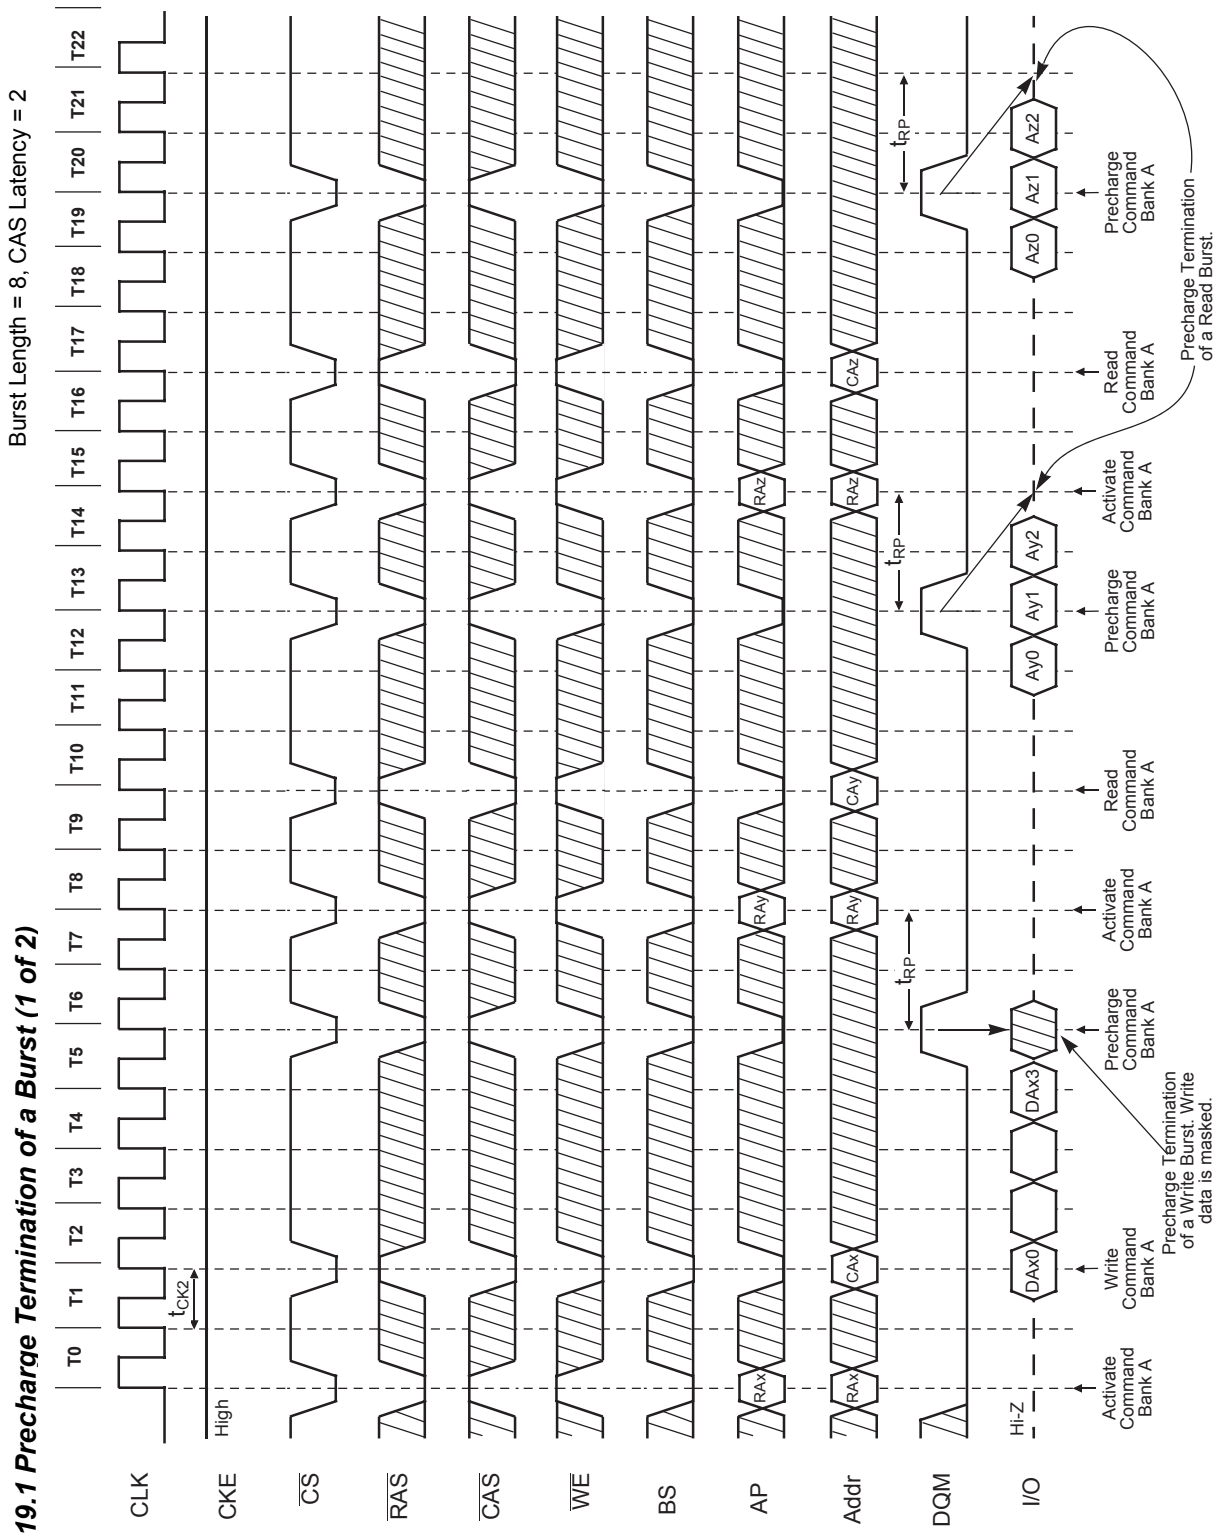 19.1 Precharge Termination of a Burst (1 of 2)
Burst Length = 8, CAS Latency = 2
T0 T1 T2 T3 T4 T5 T6 T7 T8 T9 T10 T11 T12 T13 T14 T15 T16 T17 T18 T19 T20 T21 T22
CLK
tCK2
CKE
High
CS
RAS
CAS
WE
BS
AP
RAx RAy RAz
Addr
RAx CAx RAy CAy RAz CAz
tRP tRP tRP
DQM
I/O
Hi-Z
DAx0 DAx3 Ay0 Ay1 Ay2 Az0 Az1 Az2
Activate
Command
Bank A
Write
Command
Bank A
Precharge
Command
Bank A
Activate
Command
Bank A
Read
Command
Bank A
Precharge
Command
Bank A
Activate
Command
Bank A
Read
Command
Bank A
Precharge
Command
Bank A
Precharge Termination
of a Write Burst. Write
data is masked.
Precharge Termination
of a Read Burst.